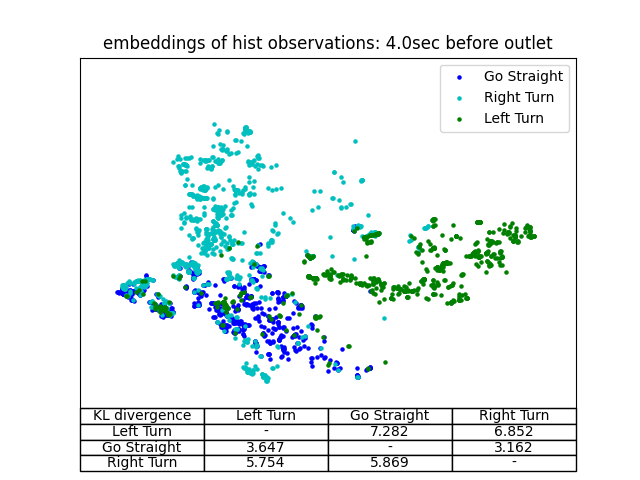 embeddings of hist observations: 4.0sec before outlet
Go Straight
Right Turn
Left Turn
KL divergence Left Turn Go Straight Right Turn
Left Turn - 7.282 6.852
Go Straight 3.647 - 3.162
Right Turn 5.754 5.869 -